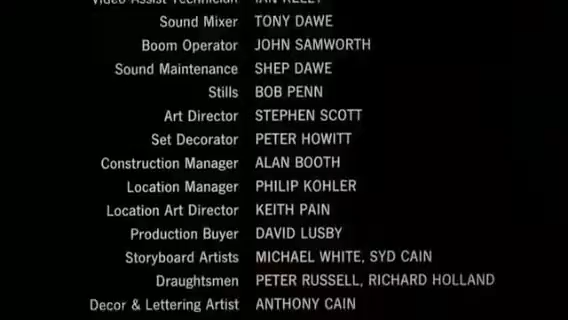 Sound Mixer TONY DAWE
Boom Operator JOHN SAMWORTH
Sound Maintenance SHEP DAWE
Stills BOB PENN
Art Director STEPHEN SCOTT
Set Decorator PETER HOWITT
Construction Manager ALAN BOOTH
Location Manager PHILIP KOHLER
Location Art Director KEITH PAIN
Production Buyer DAVID LUSBY
Storyboard Artists MICHAEL WHITE, SYD CAIN
Draughtsmen PETER RUSSELL, RICHARD HOLLAND
Decor & Lettering Artist ANTHONY CAIN